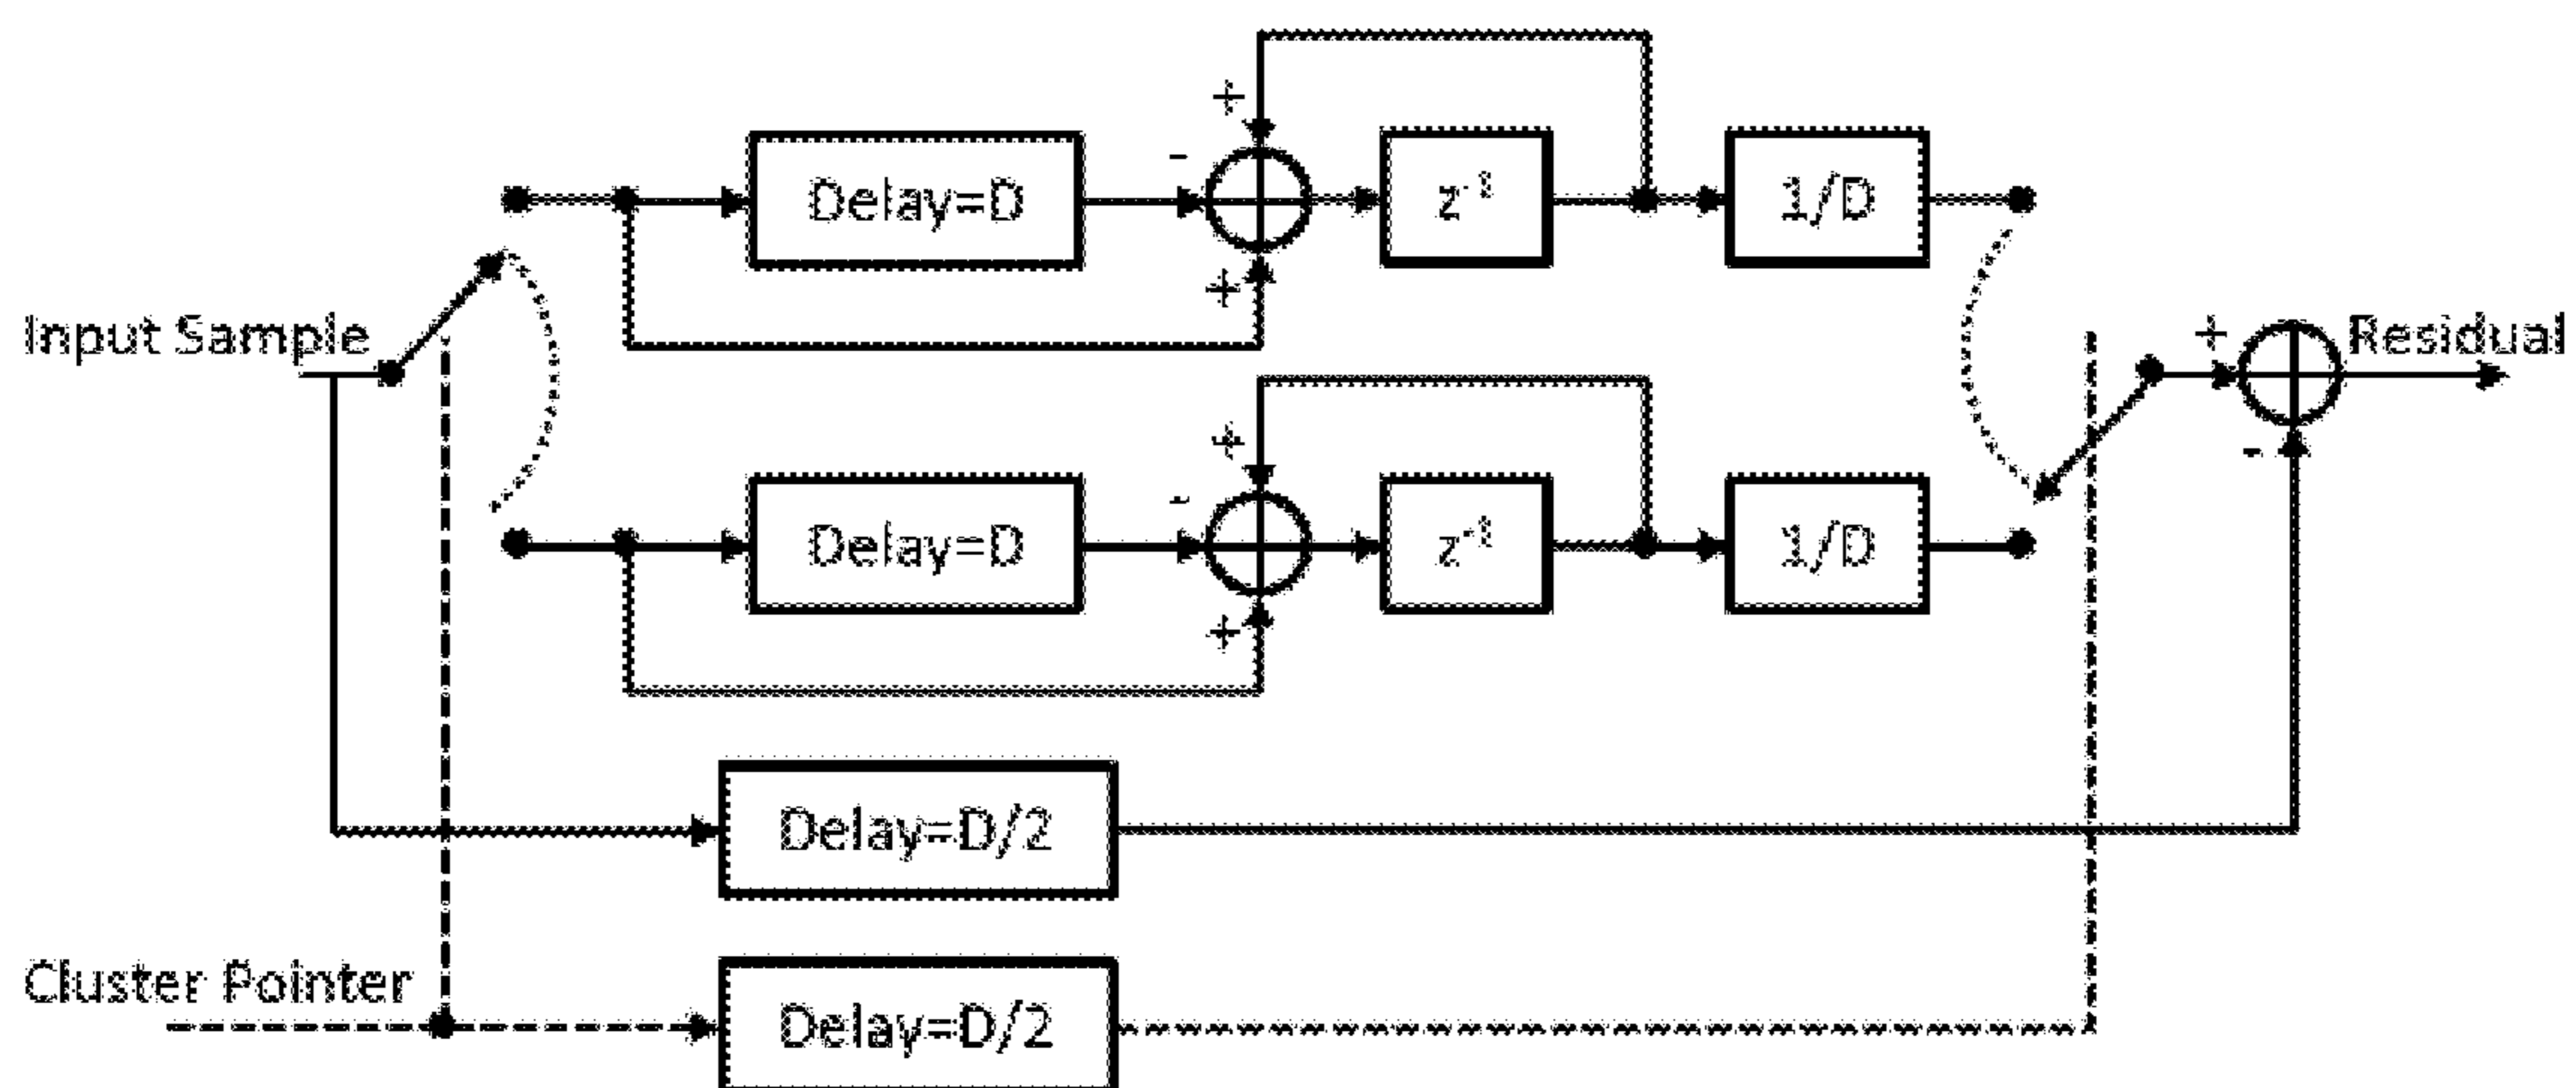 +
-
Delay=D
z⁻¹
1/D
+
Input Sample
+
Residual
+
-
-
Delay=D
z⁻¹
1/D
+
Delay=D/2
Cluster Pointer
Delay=D/2